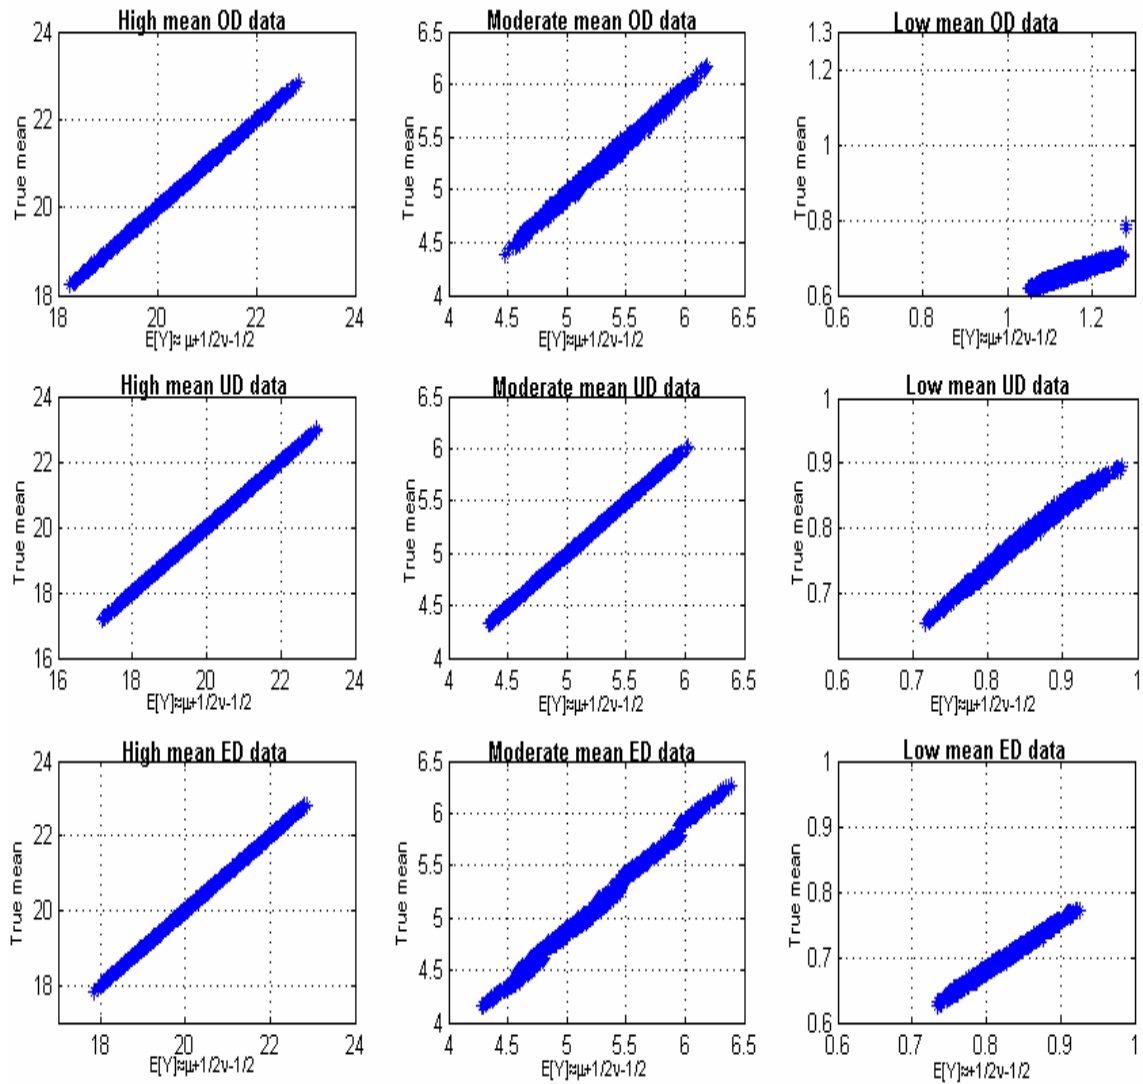 High mean OD data
24
22
20
18
True mean
18 20 22 24
E[Y]≈ μ+1/2ν-1/2
Moderate mean OD data
6.5
6
5.5
5
4.5
4
True mean
4 4.5 5 5.5 6 6.5
E[Y]≈μ+1/2ν-1/2
Low mean OD data
1.3
1.2
1
0.8
0.6
True mean
0.6 0.8 1 1.2
E[Y]≈μ+1/2ν-1/2
High mean UD data
24
22
20
18
16
True mean
16 18 20 22 24
E[Y]≈μ+1/2ν-1/2
Moderate mean UD data
6.5
6
5.5
5
4.5
4
True mean
4 4.5 5 5.5 6 6.5
E[Y]≈μ+1/2ν-1/2
Low mean UD data
1
0.9
0.8
0.7
True mean
0.6 0.7 0.8 0.9 1
E[Y]≈μ+1/2ν-1/2
High mean ED data
24
22
20
18
True mean
18 20 22 24
E[Y]≈μ+1/2ν-1/2
Moderate mean ED data
6.5
6
5.5
5
4.5
4
True mean
4 4.5 5 5.5 6 6.5
E[Y]≈μ+1/2ν-1/2
Low mean ED data
1
0.9
0.8
0.7
0.6
True mean
0.6 0.7 0.8 0.9 1
E[Y]≈+1/2ν-1/2